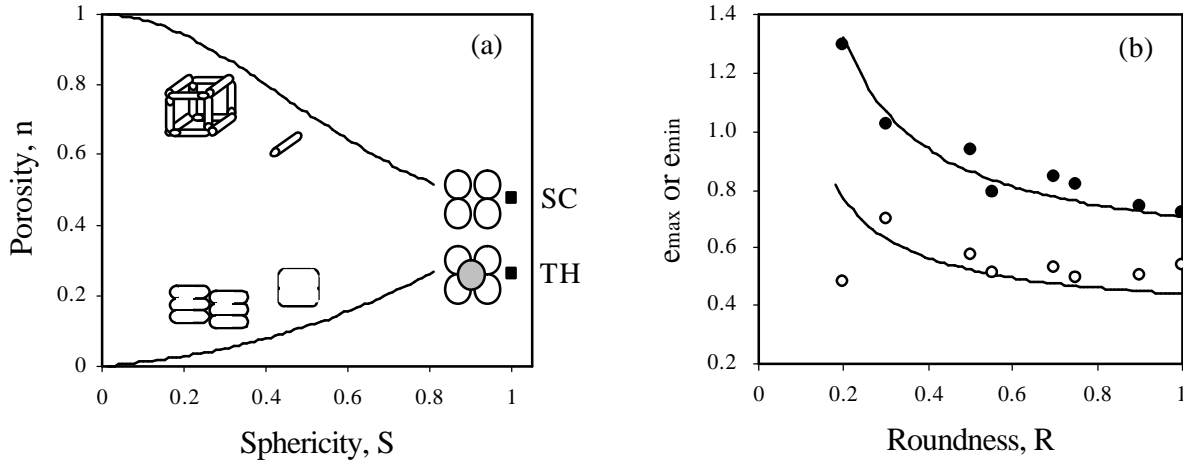 (a)
Porosity, n
1
0.8
0.6
0.4
0.2
0
SC
TH
0 0.2 0.4 0.6 0.8 1
Sphericity, S
(b)
emax or emin
1.4
1.2
1.0
0.8
0.6
0.4
0.2
0 0.2 0.4 0.6 0.8 1
Roundness, R